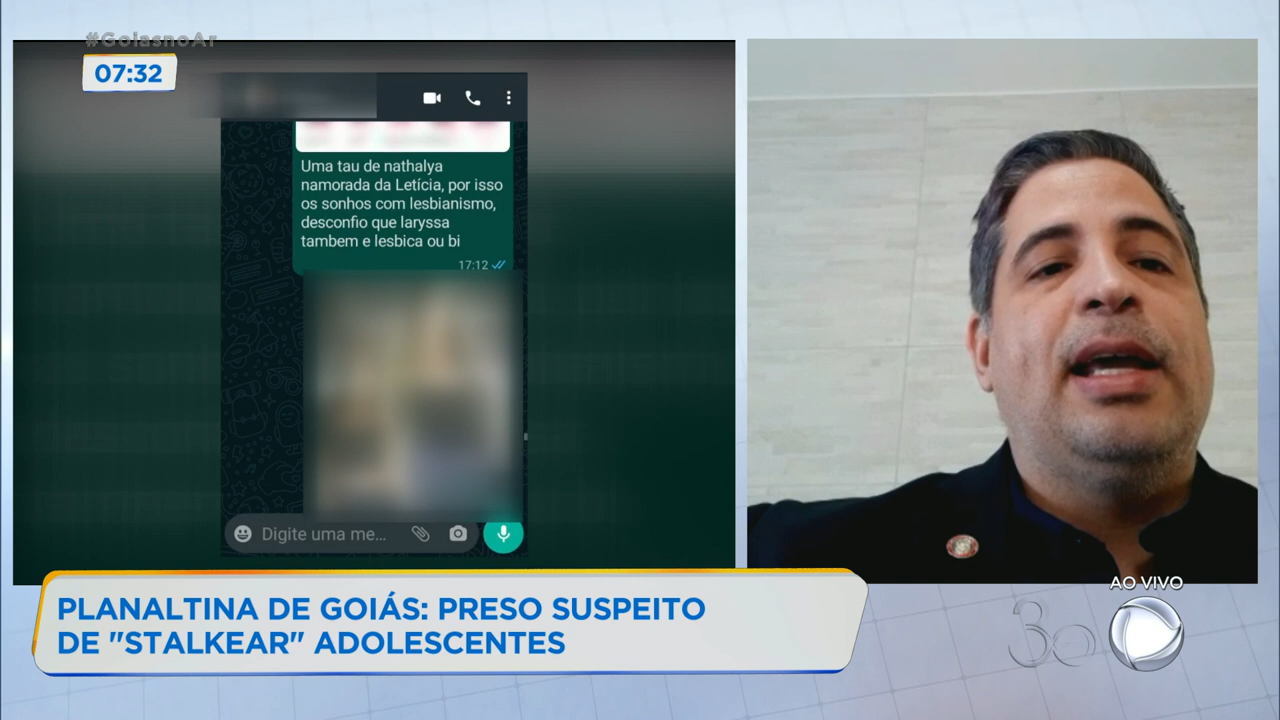 #GoiasnoAr
07:32
Uma tau de nathalya
namorada da Letícia, por isso
os sonhos com lesbianismo,
desconfio que laryssa
tambem e lesbica ou bi
17:12
Digite uma me...
PLANALTINA DE GOIÁS: PRESO SUSPEITO
DE "STALKEAR" ADOLESCENTES
AO VIVO
30